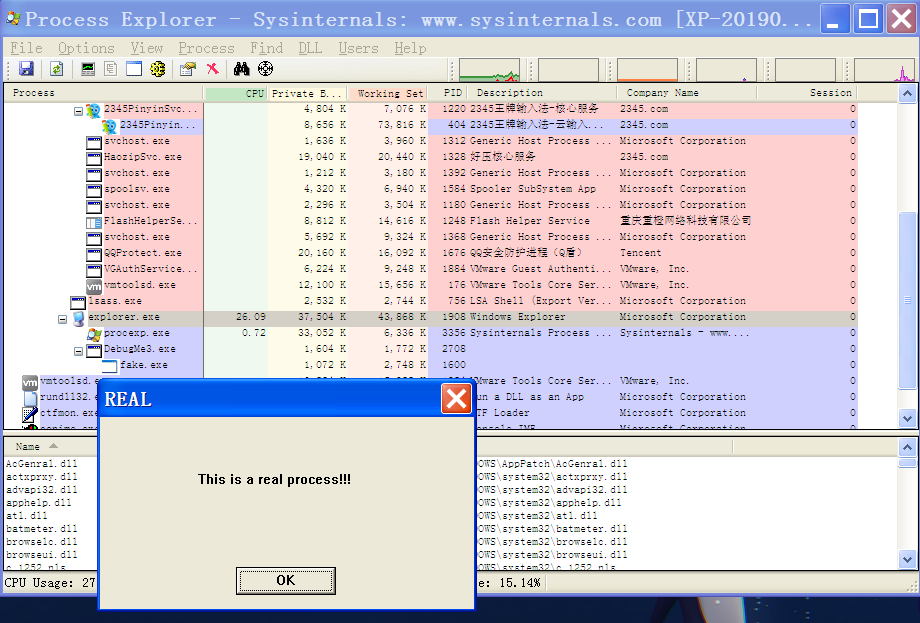 Process Explorer - Sysinternals: www.sysinternals.com [XP-20190...
File Options View Process Find DLL Users Help
Process CPU Private B... Working Set PID Description Company Name Session
2345PinyinSvc... 4,804 K 7,076 K 1220 2345王牌输入法-核心服务 2345.com 0
2345Pinyin... 8,656 K 73,816 K 404 2345王牌输入法-云输入... 2345.com 0
svchost.exe 1,636 K 3,960 K 1312 Generic Host Process ... Microsoft Corporation 0
HaozipSvc.exe 19,040 K 20,440 K 1328 好压核心服务 2345.com 0
svchost.exe 1,212 K 3,180 K 1392 Generic Host Process ... Microsoft Corporation 0
spoolsv.exe 4,320 K 6,940 K 1584 Spooler SubSystem App Microsoft Corporation 0
svchost.exe 2,296 K 3,504 K 1180 Generic Host Process ... Microsoft Corporation 0
FlashHelperSe... 8,812 K 14,616 K 1248 Flash Helper Service 重庆重橙网络科技有限公司 0
svchost.exe 5,692 K 9,324 K 1368 Generic Host Process ... Microsoft Corporation 0
QQProtect.exe 20,160 K 16,092 K 1676 QQ安全防护进程（Q盾） Tencent 0
VGAuthService... 6,224 K 9,248 K 1884 VMware Guest Authenti... VMware, Inc. 0
vmtoolsd.exe 12,100 K 15,656 K 176 VMware Tools Core Ser... VMware, Inc. 0
lsass.exe 2,532 K 2,744 K 756 LSA Shell (Export Ver... Microsoft Corporation 0
explorer.exe 26.09 37,504 K 43,868 K 1908 Windows Explorer Microsoft Corporation 0
procexp.exe 0.72 33,052 K 6,336 K 3356 Sysinternals Process ... Sysinternals - www.... 0
DebugMe3.exe 1,604 K 1,772 K 2708 0
fake.exe 1,072 K 2,748 K 1600 0
vmtoolsd.e Mware Tools Core Ser... VMware, Inc. 0
rundll32. un a DLL as an App Microsoft Corporation 0
ctfmon.exe TF Loader Microsoft Corporation 0
Microsoft Corporation 0
REAL
This is a real process!!!
OK
Name
AcGenral.dll OWS\AppPatch\AcGenral.dll
actxprxy.dll OWS\system32\actxprxy.dll
advapi32.dll OWS\system32\advapi32.dll
apphelp.dll OWS\system32\apphelp.dll
atl.dll OWS\system32\atl.dll
batmeter.dll OWS\system32\batmeter.dll
browselc.dll OWS\system32\browselc.dll
browseui.dll OWS\system32\browseui.dll
c_1252.nls OWS\system32\c_1252.nls
CPU Usage: 27 e: 15.14%
vm
vm